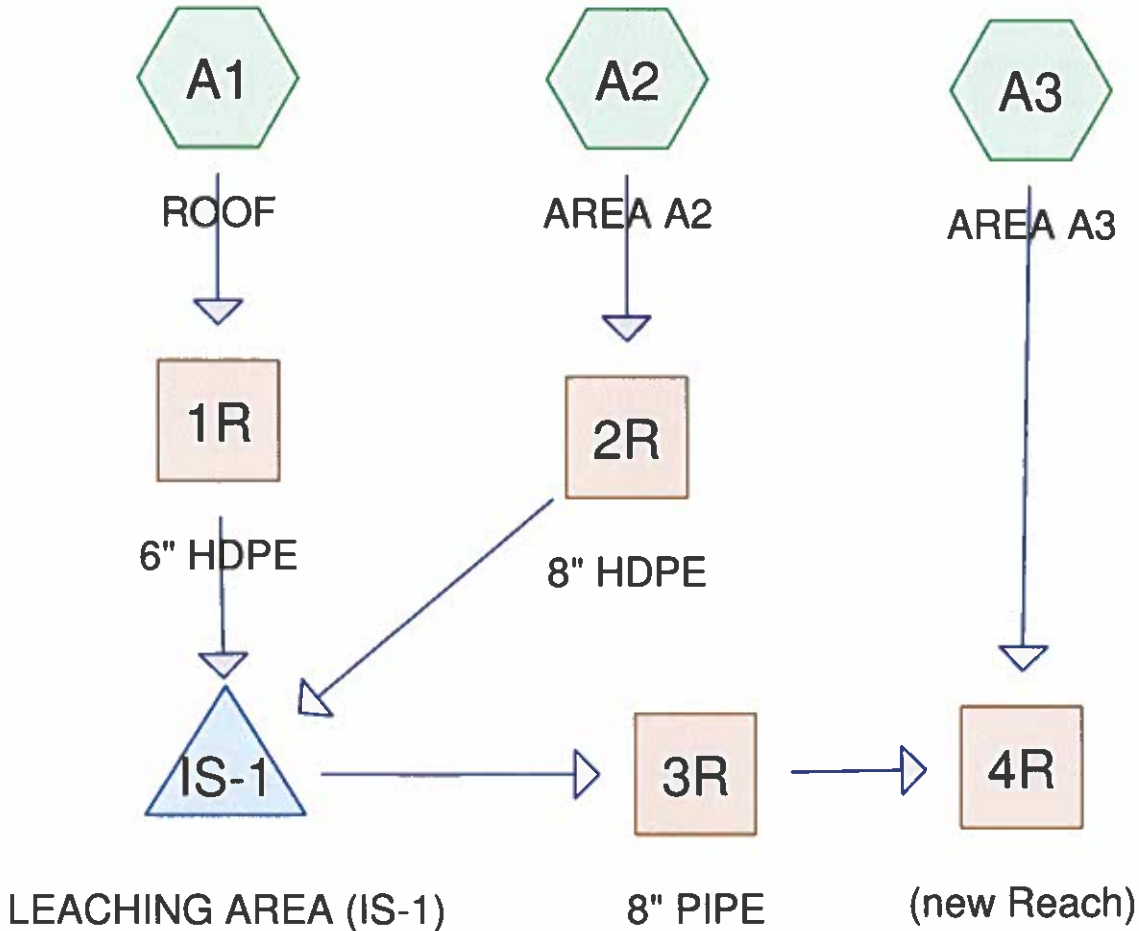 A1
A2
A3
ROOF
AREA A2
AREA A3
1R
2R
6" HDPE
8" HDPE
IS-1
3R
4R
LEACHING AREA (IS-1)
8" PIPE
(new Reach)